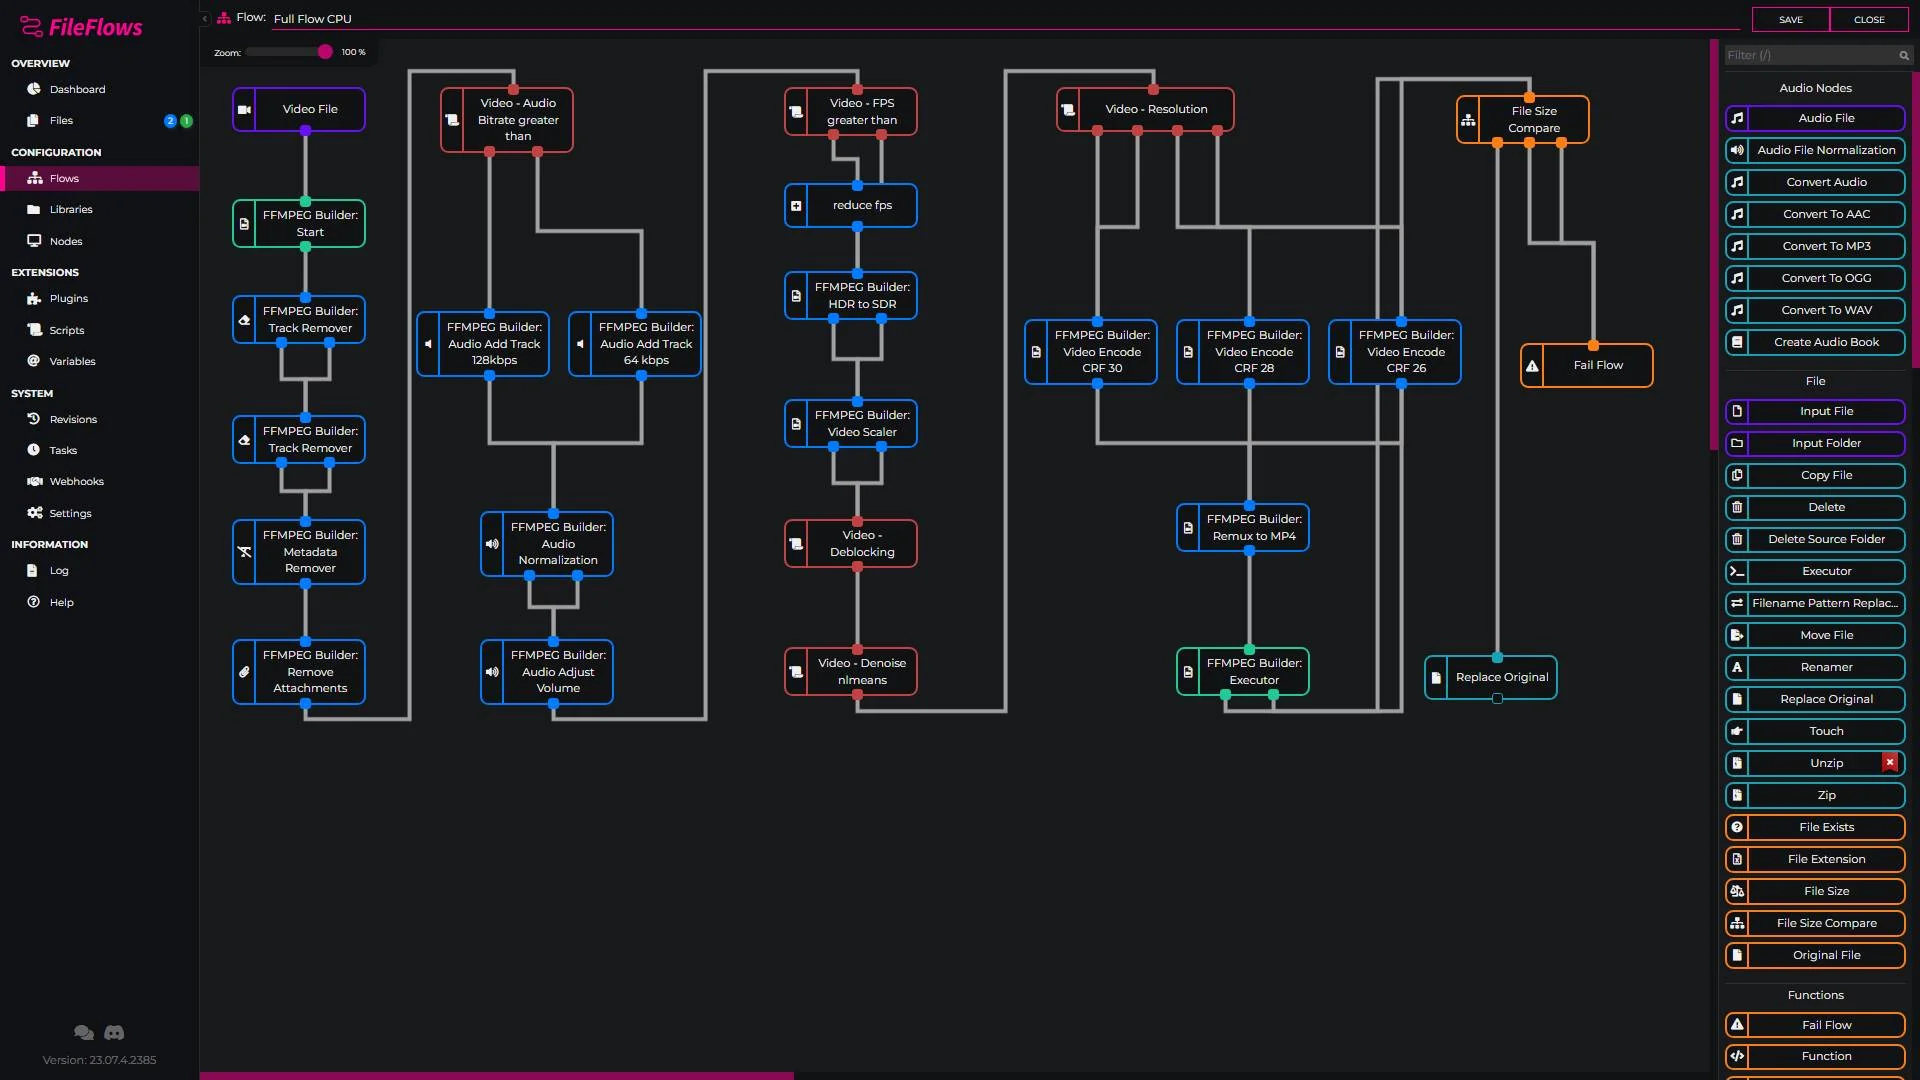 FileFlows
OVERVIEW
Dashboard
Files
2
1
CONFIGURATION
Flows
Libraries
Nodes
EXTENSIONS
Plugins
Scripts
Variables
SYSTEM
Revisions
Tasks
Webhooks
Settings
INFORMATION
Log
Help
Version: 23.07.4.2385
Flow: Full Flow CPU
SAVE
CLOSE
Zoom: 100 %
Video File
FFMPEG Builder:
Start
FFMPEG Builder:
Track Remover
FFMPEG Builder:
Track Remover
FFMPEG Builder:
Metadata
Remover
FFMPEG Builder:
Remove
Attachments
Video - Audio
Bitrate greater
than
FFMPEG Builder:
Audio Add Track
128kbps
FFMPEG Builder:
Audio Add Track
64 kbps
FFMPEG Builder:
Audio
Normalization
FFMPEG Builder:
Audio Adjust
Volume
Video - FPS
greater than
reduce fps
FFMPEG Builder:
HDR to SDR
FFMPEG Builder:
Video Scaler
Video -
Deblocking
Video - Denoise
nlmeans
Video - Resolution
FFMPEG Builder:
Video Encode
CRF 30
FFMPEG Builder:
Video Encode
CRF 28
FFMPEG Builder:
Video Encode
CRF 26
FFMPEG Builder:
Remux to MP4
FFMPEG Builder:
Executor
File Size
Compare
Fail Flow
Replace Original
Filter (/)
Audio Nodes
Audio File
Audio File Normalization
Convert Audio
Convert To AAC
Convert To MP3
Convert To OGG
Convert To WAV
Create Audio Book
File
Input File
Input Folder
Copy File
Delete
Delete Source Folder
Executor
Filename Pattern Replac...
Move File
Renamer
Replace Original
Touch
Unzip
Zip
File Exists
File Extension
File Size
File Size Compare
Original File
Functions
Fail Flow
Function